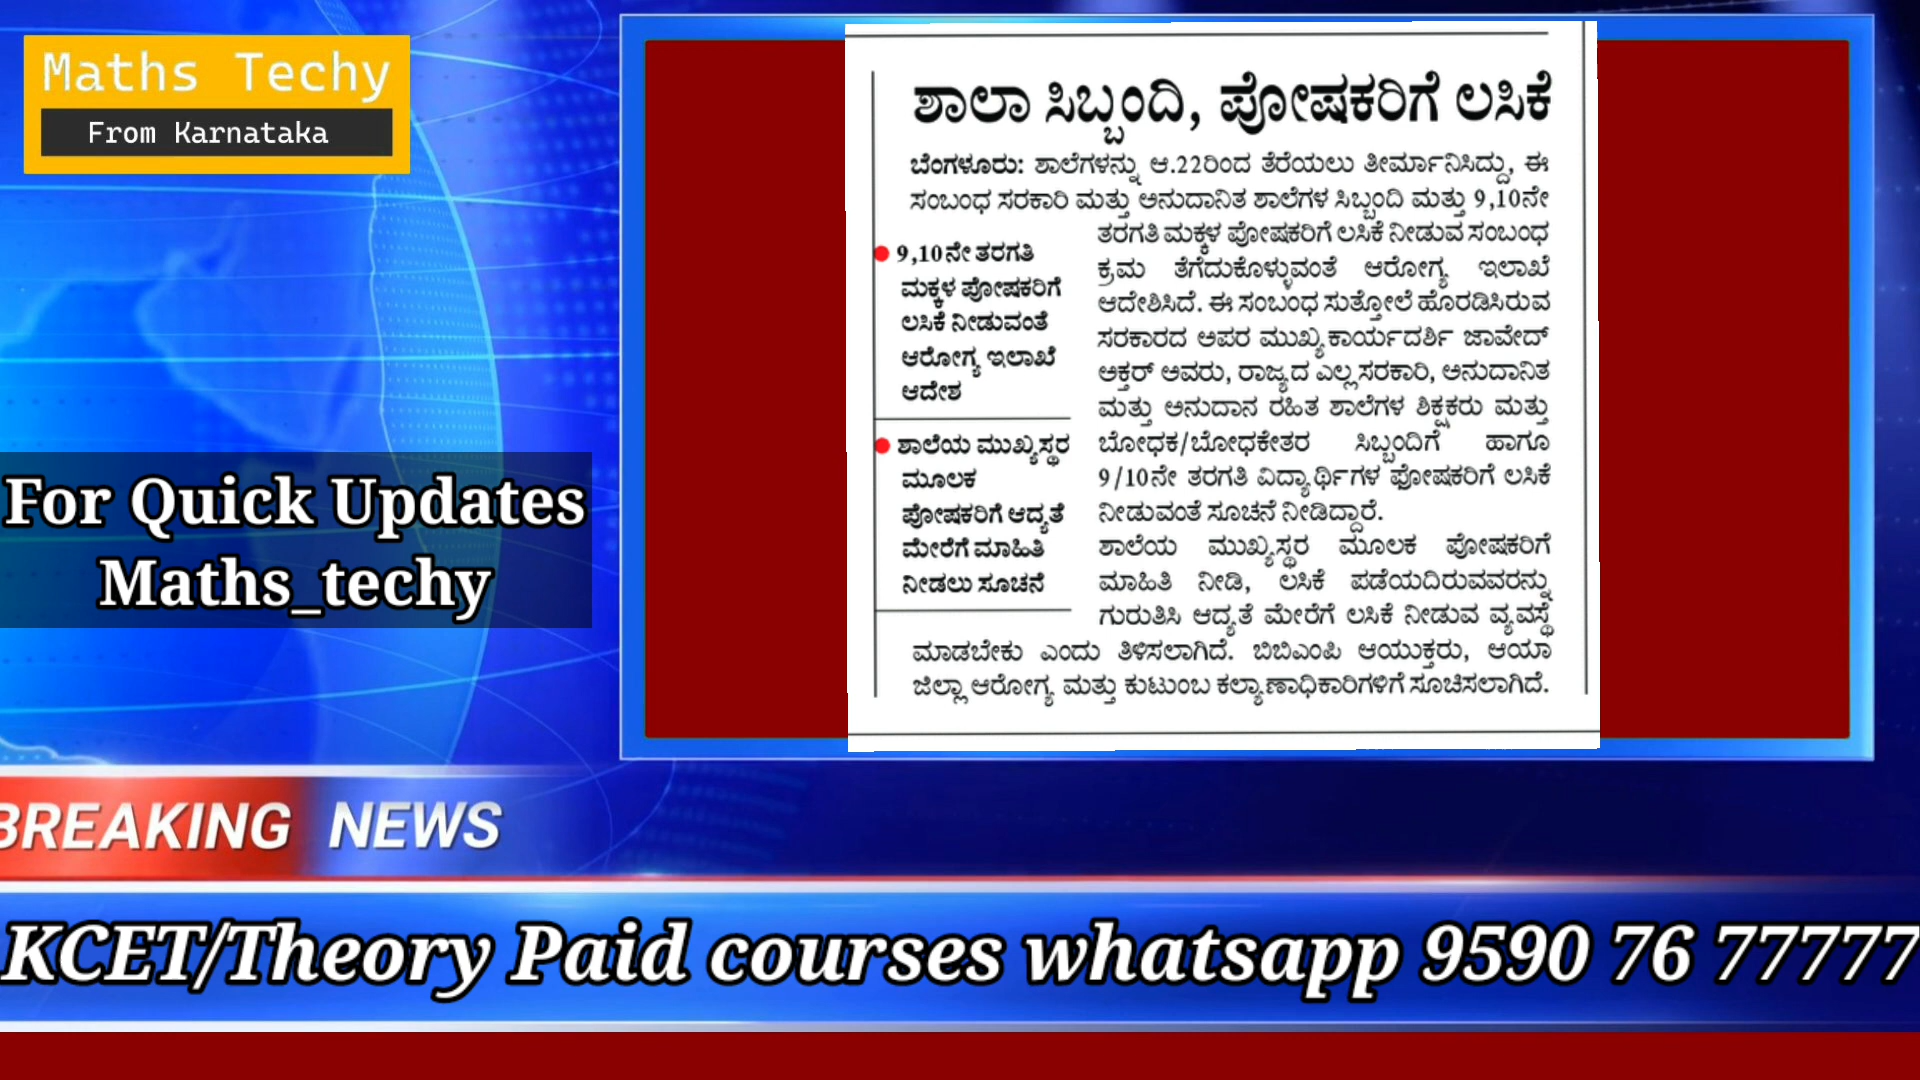 Maths Techy
From Karnataka
For Quick Updates
Maths_techy
ಶಾಲಾ ಸಿಬ್ಬಂದಿ, ಪೋಷಕರಿಗೆ ಲಸಿಕೆ
ಬೆಂಗಳೂರು: ಶಾಲೆಗಳನ್ನು ಆ.22ರಿಂದ ತೆರೆಯಲು ತೀರ್ಮಾನಿಸಿದ್ದು, ಈ
ಸಂಬಂಧ ಸರಕಾರಿ ಮತ್ತು ಅನುದಾನಿತ ಶಾಲೆಗಳ ಸಿಬ್ಬಂದಿ ಮತ್ತು 9,10ನೇ
ತರಗತಿ ಮಕ್ಕಳ ಪೋಷಕರಿಗೆ ಲಸಿಕೆ ನೀಡುವ ಸಂಬಂಧ
ಕ್ರಮ ತೆಗೆದುಕೊಳ್ಳುವಂತೆ ಆರೋಗ್ಯ ಇಲಾಖೆ
ಆದೇಶಿಸಿದೆ. ಈ ಸಂಬಂಧ ಸುತ್ತೋಲೆ ಹೊರಡಿಸಿರುವ
ಸರಕಾರದ ಅಪರ ಮುಖ್ಯ ಕಾರ್ಯದರ್ಶಿ ಜಾವೇದ್
ಅಕ್ತರ್ ಅವರು, ರಾಜ್ಯದ ಎಲ್ಲ ಸರಕಾರಿ, ಅನುದಾನಿತ
ಮತ್ತು ಅನುದಾನ ರಹಿತ ಶಾಲೆಗಳ ಶಿಕ್ಷಕರು ಮತ್ತು
ಬೋಧಕ/ಬೋಧಕೇತರ ಸಿಬ್ಬಂದಿಗೆ ಹಾಗೂ
9/10ನೇ ತರಗತಿ ವಿದ್ಯಾರ್ಥಿಗಳ ಫೋಷಕರಿಗೆ ಲಸಿಕೆ
ನೀಡುವಂತೆ ಸೂಚನೆ ನೀಡಿದ್ದಾರೆ.
ಶಾಲೆಯ ಮುಖ್ಯಸ್ಥರ ಮೂಲಕ ಪೋಷಕರಿಗೆ
ಮಾಹಿತಿ ನೀಡಿ, ಲಸಿಕೆ ಪಡೆಯದಿರುವವರನ್ನು
ಗುರುತಿಸಿ ಆದ್ಯತೆ ಮೇರೆಗೆ ಲಸಿಕೆ ನೀಡುವ ವ್ಯವಸ್ಥೆ
ಮಾಡಬೇಕು ಎಂದು ತಿಳಿಸಲಾಗಿದೆ. ಬಿಬಿಎಂಪಿ ಆಯುಕ್ತರು, ಆಯಾ
ಜಿಲ್ಲಾ ಆರೋಗ್ಯ ಮತ್ತು ಕುಟುಂಬ ಕಲ್ಯಾಣಾಧಿಕಾರಿಗಳಿಗೆ ಸೂಚಿಸಲಾಗಿದೆ.
9,10ನೇ ತರಗತಿ
ಮಕ್ಕಳ ಪೋಷಕರಿಗೆ
ಲಸಿಕೆ ನೀಡುವಂತೆ
ಆರೋಗ್ಯ ಇಲಾಖೆ
ಆದೇಶ
ಶಾಲೆಯ ಮುಖ್ಯಸ್ಥರ
ಮೂಲಕ
ಪೋಷಕರಿಗೆ ಆದ್ಯತೆ
ಮೇರೆಗೆ ಮಾಹಿತಿ
ನೀಡಲು ಸೂಚನೆ
BREAKING NEWS
KCET/Theory Paid courses whatsapp 9590 76 77777